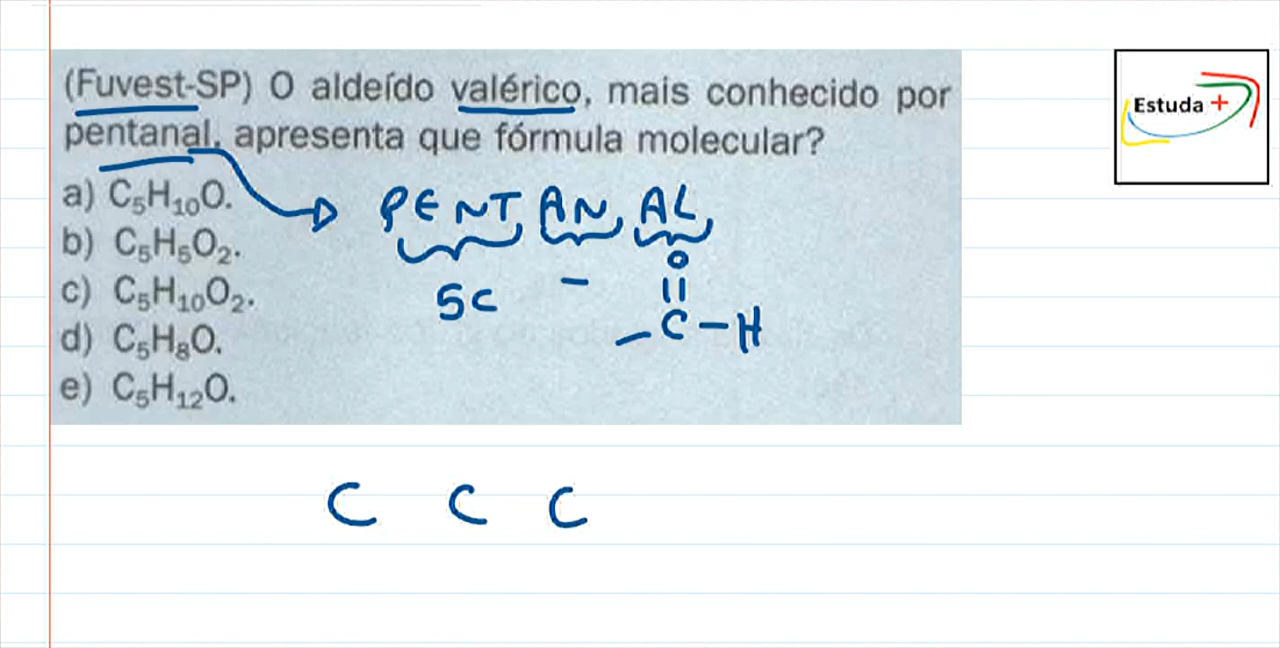 (Fuvest-SP) O aldeído valérico, mais conhecido por
pentanal, apresenta que fórmula molecular?
a) C₅H₁₀O.
b) C₅H₅O₂.
c) C₅H₁₀O₂.
d) C₅H₈O.
e) C₅H₁₂O.
PENT AN AL
5C – O
||
–C–H
C C C
Estuda +